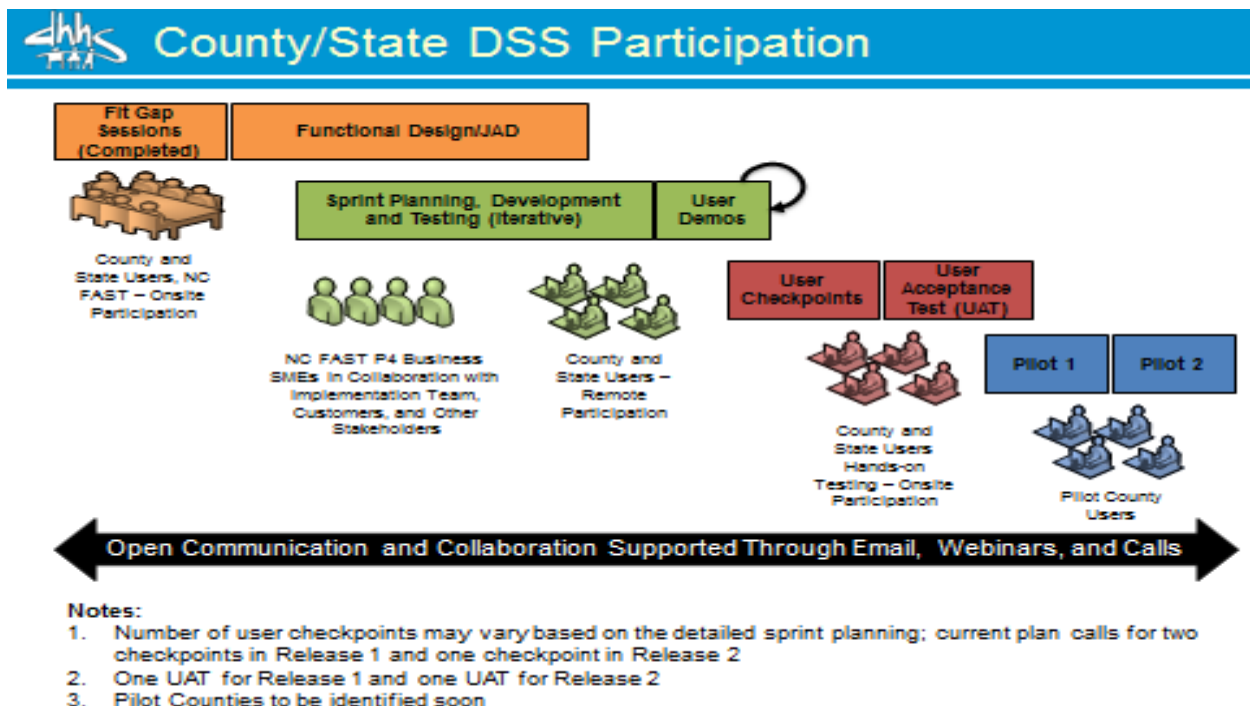 dhhs
County/State DSS Participation
Fit Gap
Sessions
(Completed)
Functional Design/JAD
Sprint Planning, Development
and Testing (Iterative)
User
Demos
County and
State Users, NC
FAST – Onsite
Participation
User
Checkpoints
User
Acceptance
Test (UAT)
NC FAST P4 Business
SMEs in Collaboration with
Implementation Team,
Customers, and Other
Stakeholders
County and
State Users –
Remote
Participation
Pilot 1
Pilot 2
County and
State Users
Hands-on
Testing – Onsite
Participation
Pilot County
Users
Open Communication and Collaboration Supported Through Email, Webinars, and Calls
Notes:
1. Number of user checkpoints may vary based on the detailed sprint planning; current plan calls for two
checkpoints in Release 1 and one checkpoint in Release 2
2. One UAT for Release 1 and one UAT for Release 2
3. Pilot Counties to be identified soon